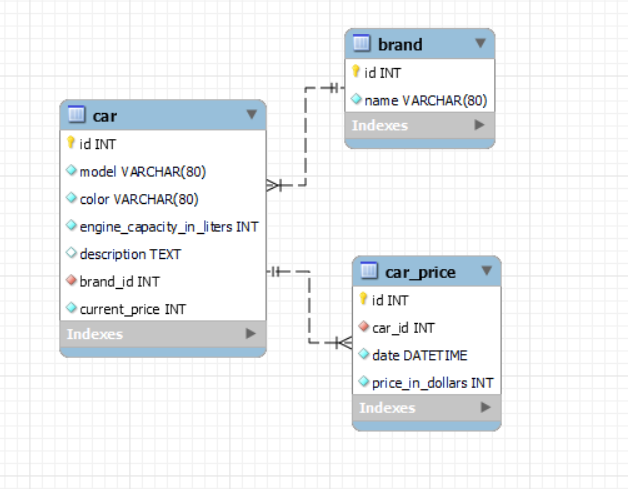 brand
id INT
name VARCHAR(80)
Indexes
car
id INT
model VARCHAR(80)
color VARCHAR(80)
engine_capacity_in_liters INT
description TEXT
brand_id INT
current_price INT
Indexes
car_price
id INT
car_id INT
date DATETIME
price_in_dollars INT
Indexes